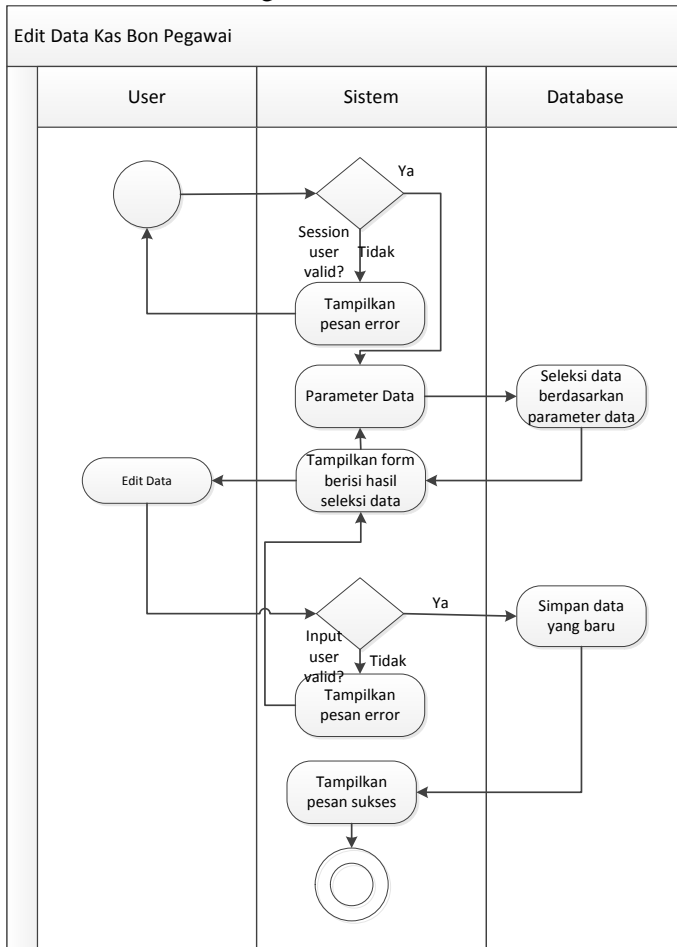 Edit Data Kas Bon Pegawai
User
Sistem
Database
Ya
Session
user
valid?
Tidak
Tampilkan
pesan error
Parameter Data
Seleksi data
berdasarkan
parameter data
Tampilkan form
berisi hasil
seleksi data
Edit Data
Ya
Simpan data
yang baru
Input
user
valid?
Tidak
Tampilkan
pesan error
Tampilkan
pesan sukses